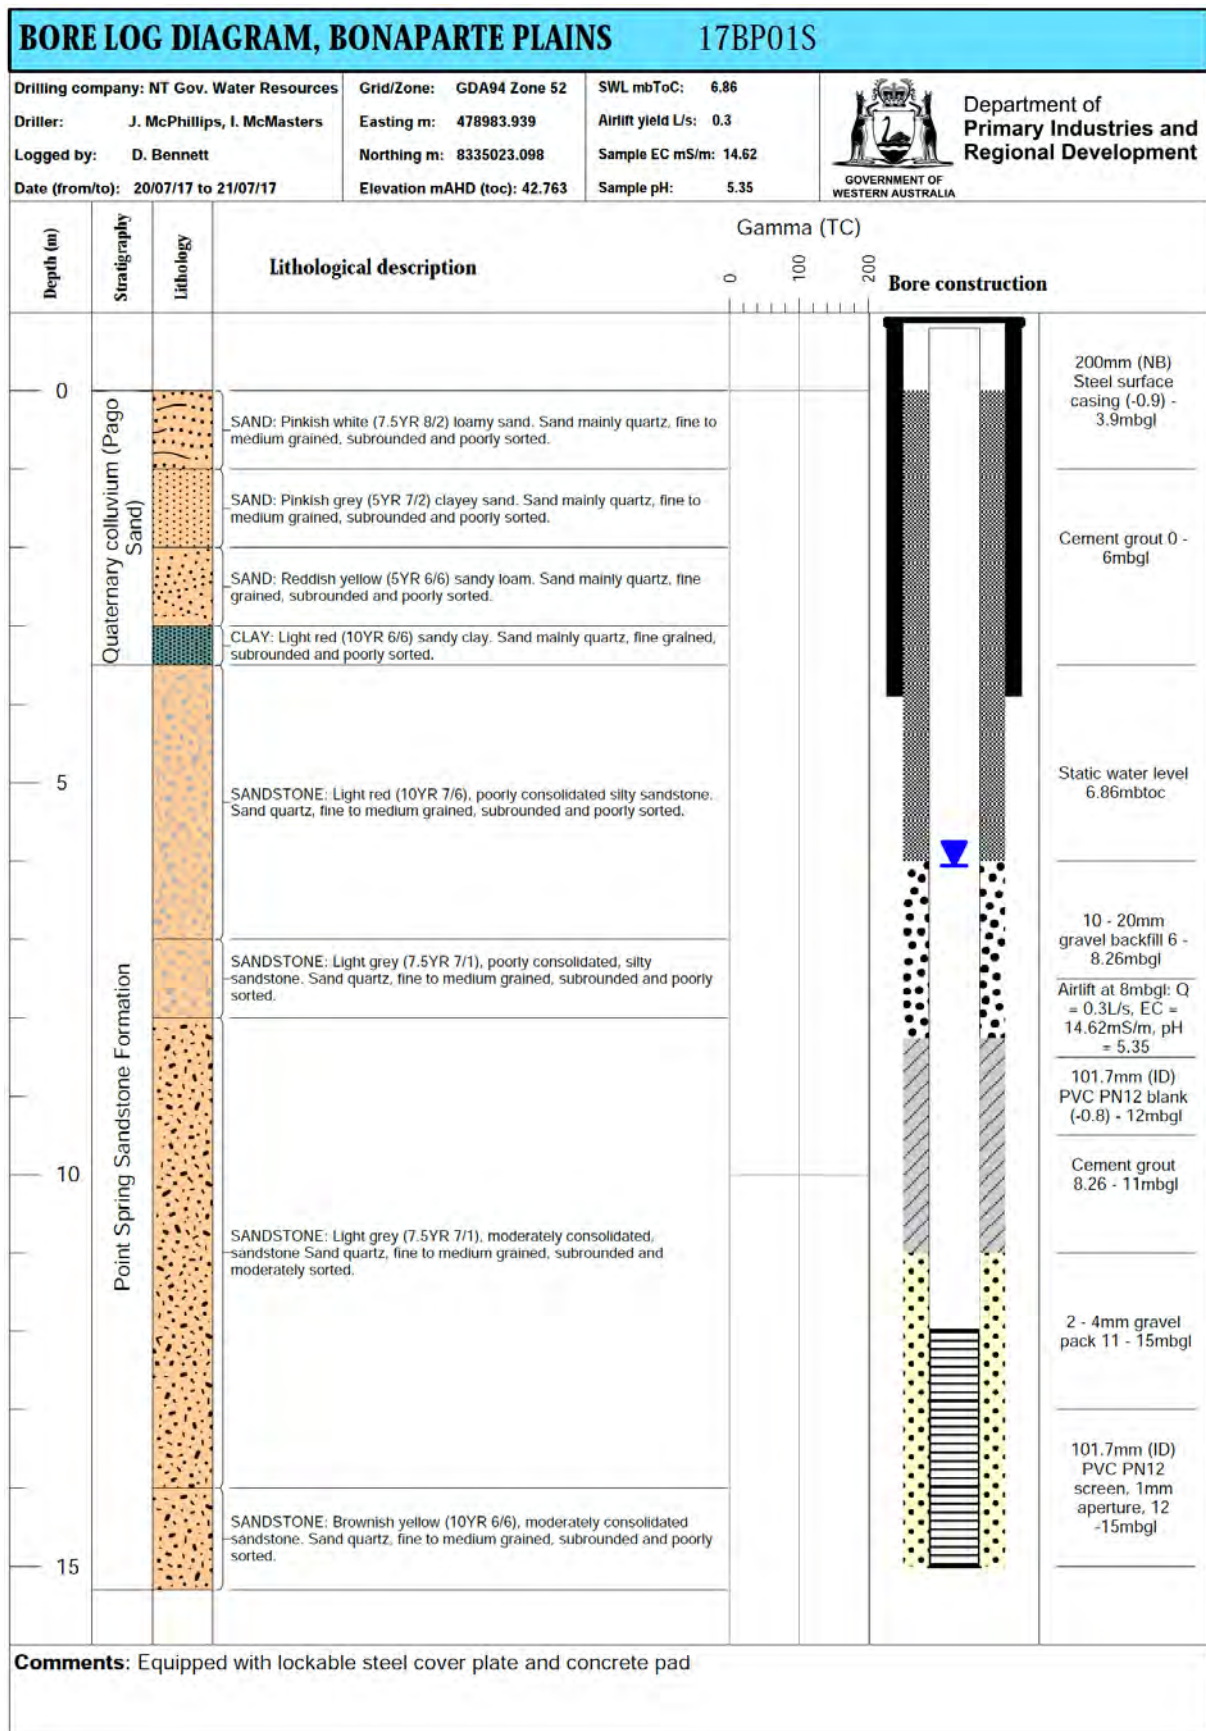 BORE LOG DIAGRAM, BONAPARTE PLAINS 17BP01S
Drilling company: NT Gov. Water Resources
Driller: J. McPhillips, I. McMasters
Logged by: D. Bennett
Date (from/to): 20/07/17 to 21/07/17
Grid/Zone: GDA94 Zone 52
Easting m: 478983.939
Northing m: 8335023.098
Elevation mAHD (toc): 42.763
SWL mbToC: 6.86
Airlift yield L/s: 0.3
Sample EC mS/m: 14.62
Sample pH: 5.35
GOVERNMENT OF
WESTERN AUSTRALIA
Department of
Primary Industries and
Regional Development
Depth (m)
Stratigraphy
Lithology
Lithological description
Gamma (TC)
0 100 200
Bore construction
0
5
10
15
Quaternary colluvium (Pago
Sand)
Point Spring Sandstone Formation
SAND: Pinkish white (7.5YR 8/2) loamy sand. Sand mainly quartz, fine to
medium grained, subrounded and poorly sorted.
SAND: Pinkish grey (5YR 7/2) clayey sand. Sand mainly quartz, fine to
medium grained, subrounded and poorly sorted.
SAND: Reddish yellow (5YR 6/6) sandy loam. Sand mainly quartz, fine
grained, subrounded and poorly sorted.
CLAY: Light red (10YR 6/6) sandy clay. Sand mainly quartz, fine grained,
subrounded and poorly sorted.
SANDSTONE: Light red (10YR 7/6), poorly consolidated silty sandstone.
Sand quartz, fine to medium grained, subrounded and poorly sorted.
SANDSTONE: Light grey (7.5YR 7/1), poorly consolidated, silty
sandstone. Sand quartz, fine to medium grained, subrounded and poorly
sorted.
SANDSTONE: Light grey (7.5YR 7/1), moderately consolidated,
sandstone Sand quartz, fine to medium grained, subrounded and
moderately sorted.
SANDSTONE: Brownish yellow (10YR 6/6), moderately consolidated
sandstone. Sand quartz, fine to medium grained, subrounded and poorly
sorted.
200mm (NB)
Steel surface
casing (-0.9) -
3.9mbgl
Cement grout 0 -
6mbgl
Static water level
6.86mbtoc
10 - 20mm
gravel backfill 6 -
8.26mbgl
Airlift at 8mbgl: Q
= 0.3L/s, EC =
14.62mS/m, pH
= 5.35
101.7mm (ID)
PVC PN12 blank
(-0.8) - 12mbgl
Cement grout
8.26 - 11mbgl
2 - 4mm gravel
pack 11 - 15mbgl
101.7mm (ID)
PVC PN12
screen, 1mm
aperture, 12
-15mbgl
Comments: Equipped with lockable steel cover plate and concrete pad